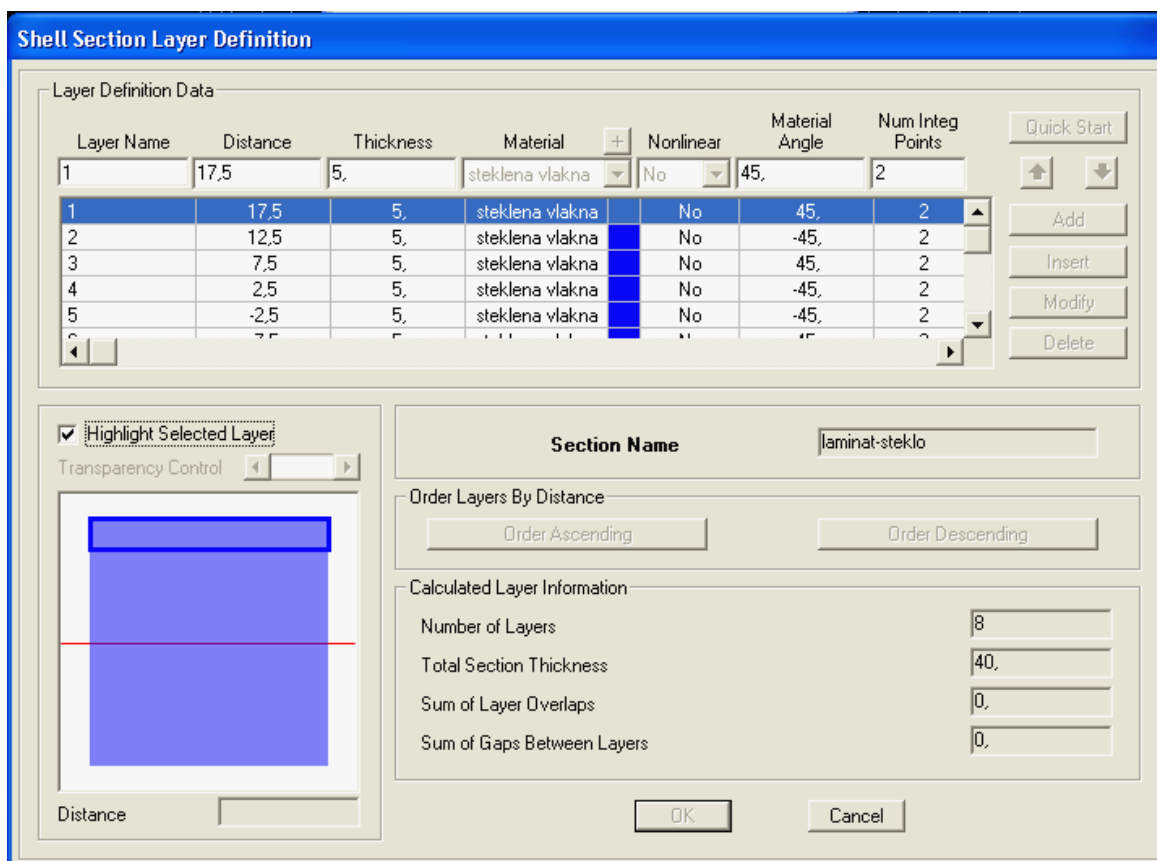 Shell Section Layer Definition
Layer Definition Data
Layer Name Distance Thickness Material + Nonlinear Material Angle Num Integ Points
1 17,5 5, steklena vlakna No 45, 2
1 17,5 5, steklena vlakna No 45, 2
2 12,5 5, steklena vlakna No -45, 2
3 7,5 5, steklena vlakna No 45, 2
4 2,5 5, steklena vlakna No -45, 2
5 -2,5 5, steklena vlakna No -45, 2
Quick Start
Add
Insert
Modify
Delete
Highlight Selected Layer
Transparency Control
Distance
Section Name laminat-steklo
Order Layers By Distance
Order Ascending Order Descending
Calculated Layer Information
Number of Layers 8
Total Section Thickness 40,
Sum of Layer Overlaps 0,
Sum of Gaps Between Layers 0,
OK Cancel